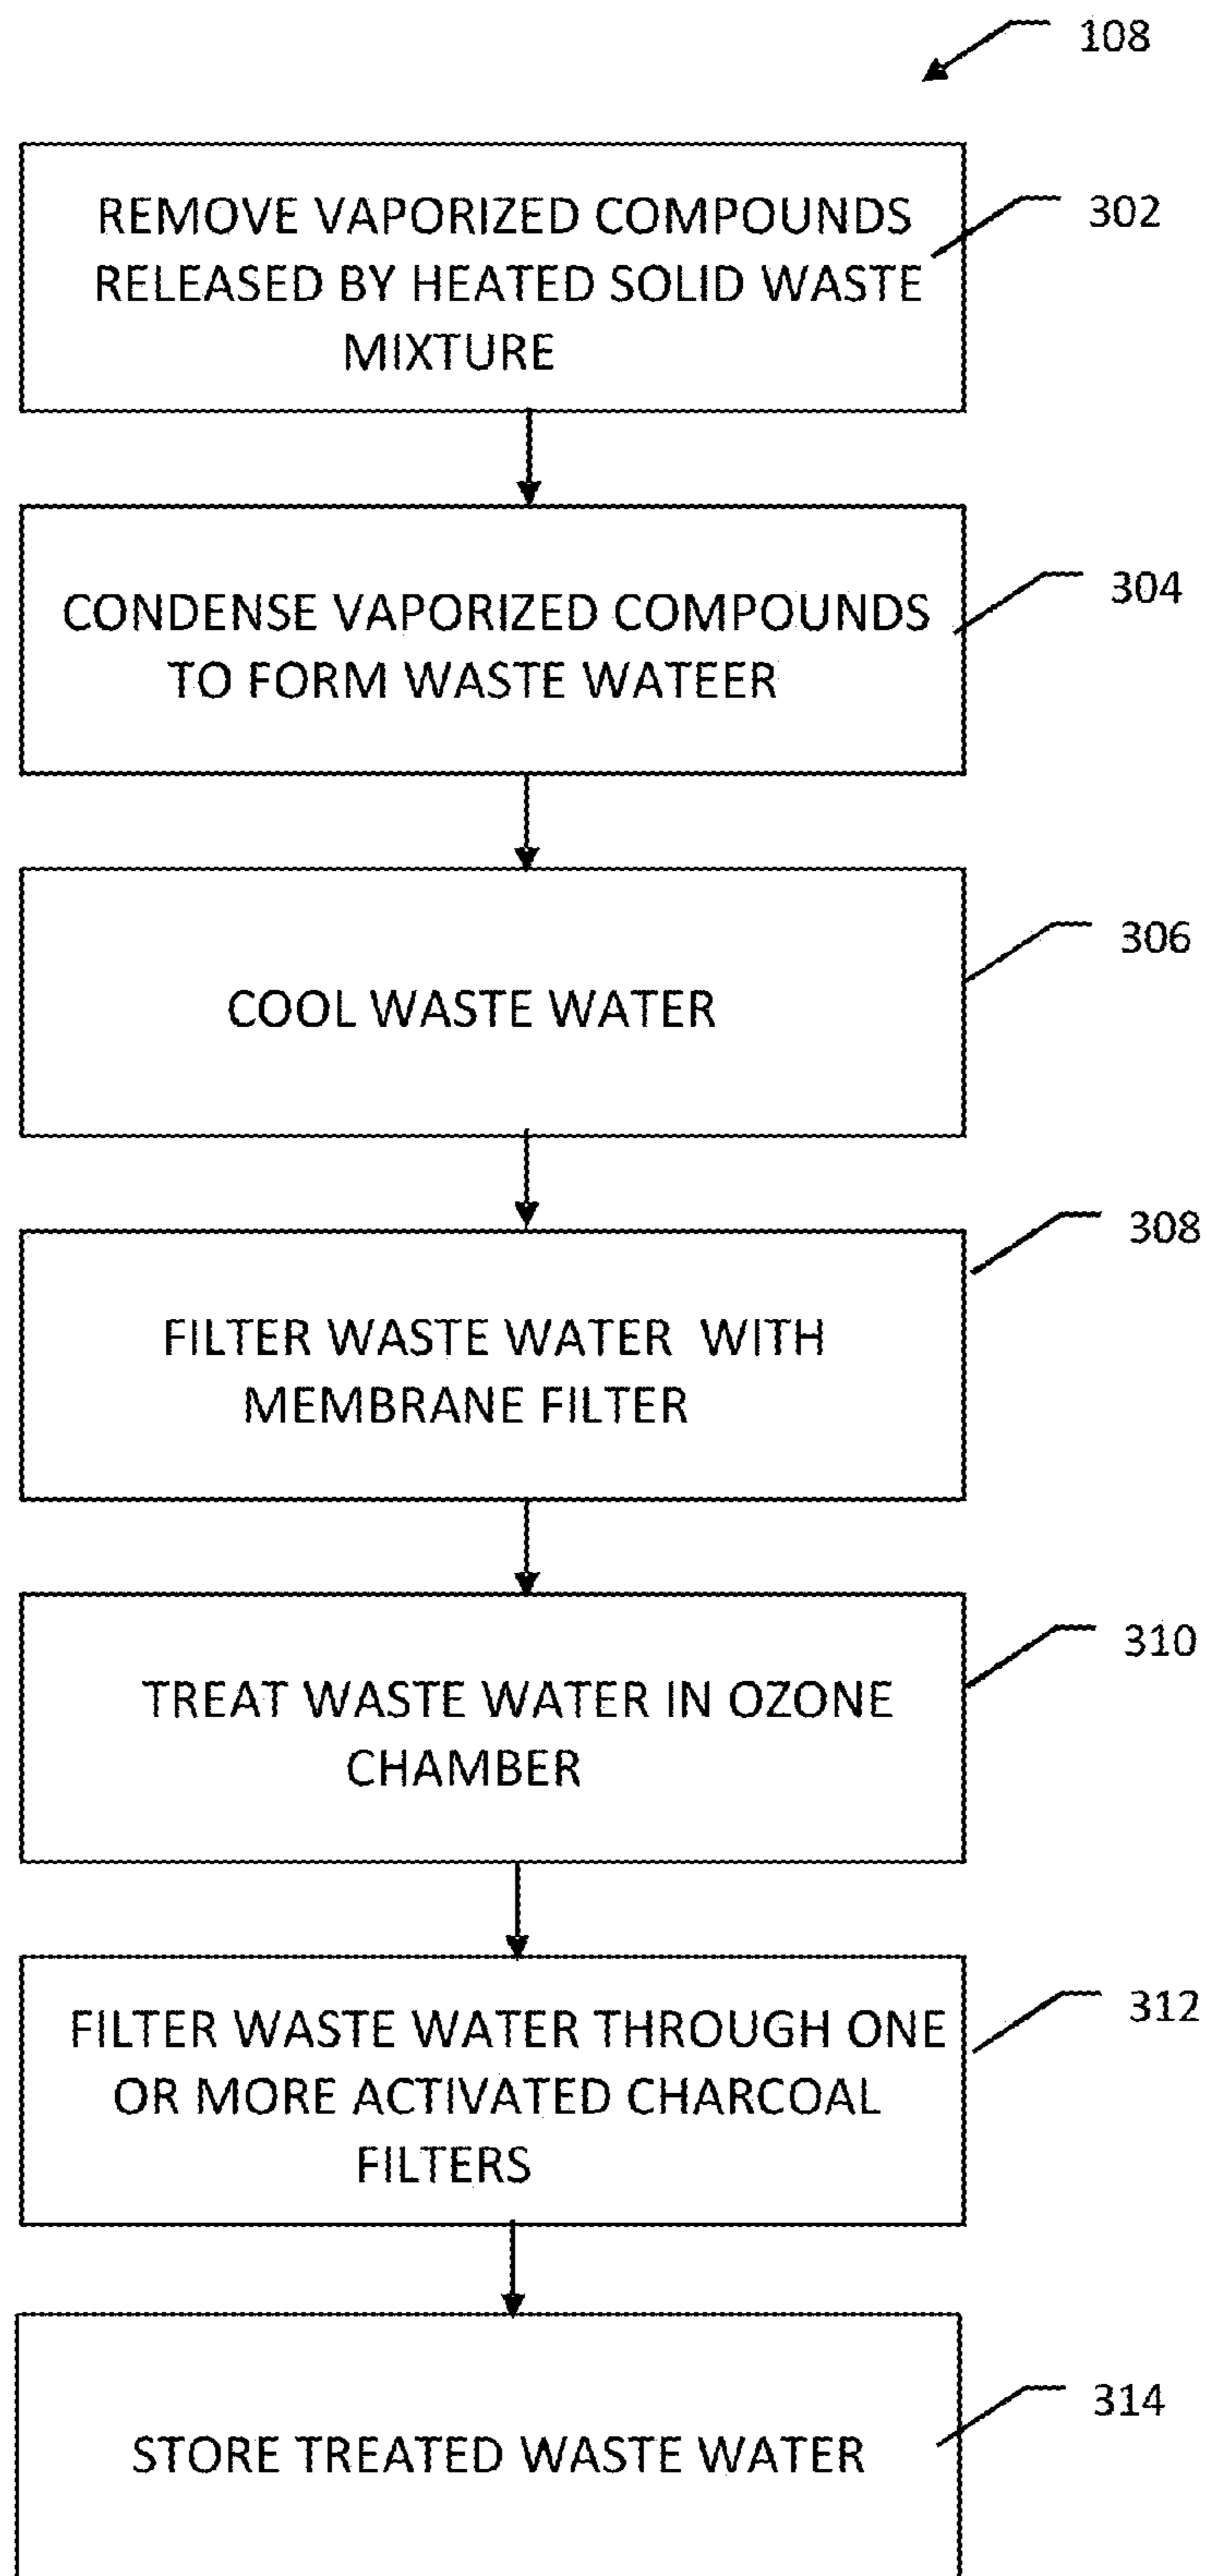 108
REMOVE VAPORIZED COMPOUNDS
RELEASED BY HEATED SOLID WASTE
MIXTURE
302
CONDENSE VAPORIZED COMPOUNDS
TO FORM WASTE WATEER
304
COOL WASTE WATER
306
FILTER WASTE WATER WITH
MEMBRANE FILTER
308
TREAT WASTE WATER IN OZONE
CHAMBER
310
FILTER WASTE WATER THROUGH ONE
OR MORE ACTIVATED CHARCOAL
FILTERS
312
STORE TREATED WASTE WATER
314